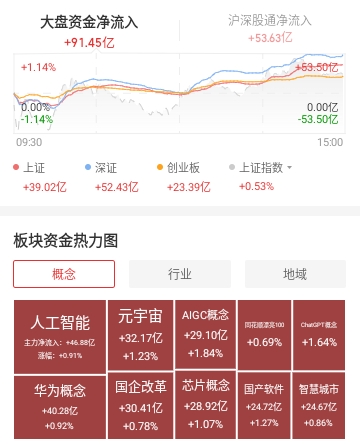 大盘资金净流入
沪深股通净流入
+91.45亿
+53.63亿
+1.14%
+53.50亿
0.00%
0.00亿
-1.14%
-53.50亿
09:30
15:00
上证
深证
创业板
上证指数
+39.02亿
+52.43亿
+23.39亿
+0.53%
板块资金热力图
概念
行业
地域
人工智能
主力净流入：+46.88亿
涨幅：+0.91%
元宇宙
+32.17亿
+1.23%
AIGC概念
+29.10亿
+1.84%
同花顺漂亮100
+0.69%
ChatGPT概念
+1.64%
华为概念
+40.28亿
+0.92%
国企改革
+30.41亿
+0.78%
芯片概念
+28.92亿
+1.07%
国产软件
+24.72亿
+1.27%
智慧城市
+24.67亿
+0.86%